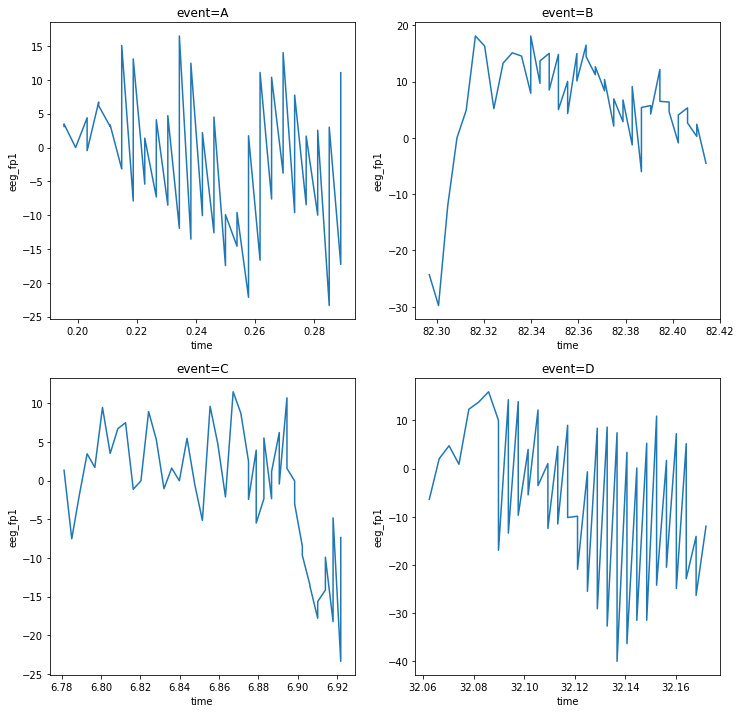 event=A
15
10
5
0
−5
−10
−15
−20
−25
eeg_fp1
0.20 0.22 0.24 0.26 0.28
time
event=B
20
10
0
−10
−20
−30
eeg_fp1
82.30 82.32 82.34 82.36 82.38 82.40 82.42
time
event=C
10
5
0
−5
−10
−15
−20
−25
eeg_fp1
6.78 6.80 6.82 6.84 6.86 6.88 6.90 6.92
time
event=D
10
0
−10
−20
−30
−40
eeg_fp1
32.06 32.08 32.10 32.12 32.14 32.16
time